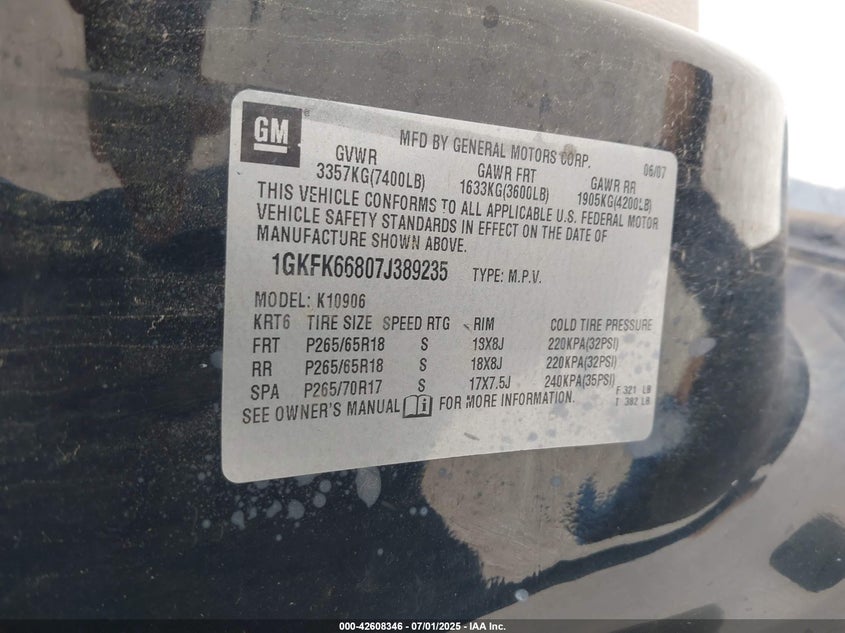 GM
MFD BY GENERAL MOTORS CORP. 06/07
GVWR GAWR FRT GAWR RR
3357KG(7400LB) 1633KG(3600LB) 1905KG(4200LB)
THIS VEHICLE CONFORMS TO ALL APPLICABLE U.S. FEDERAL MOTOR
VEHICLE SAFETY STANDARDS IN EFFECT ON THE DATE OF
MANUFACTURE SHOWN ABOVE.
1GKFK66807J389235 TYPE: M.P.V.
MODEL: K10906
KRT6 TIRE SIZE SPEED RTG RIM COLD TIRE PRESSURE
FRT P265/65R18 S 18X8J 220KPA(32PSI)
RR P265/65R18 S 18X8J 220KPA(32PSI)
SPA P265/70R17 S 17X7.5J 240KPA(35PSI)
F 321 LB
T 382 LB
SEE OWNER'S MANUAL i FOR MORE INFORMATION.
000-42608346 / 07/01/2025 - IAA Inc.